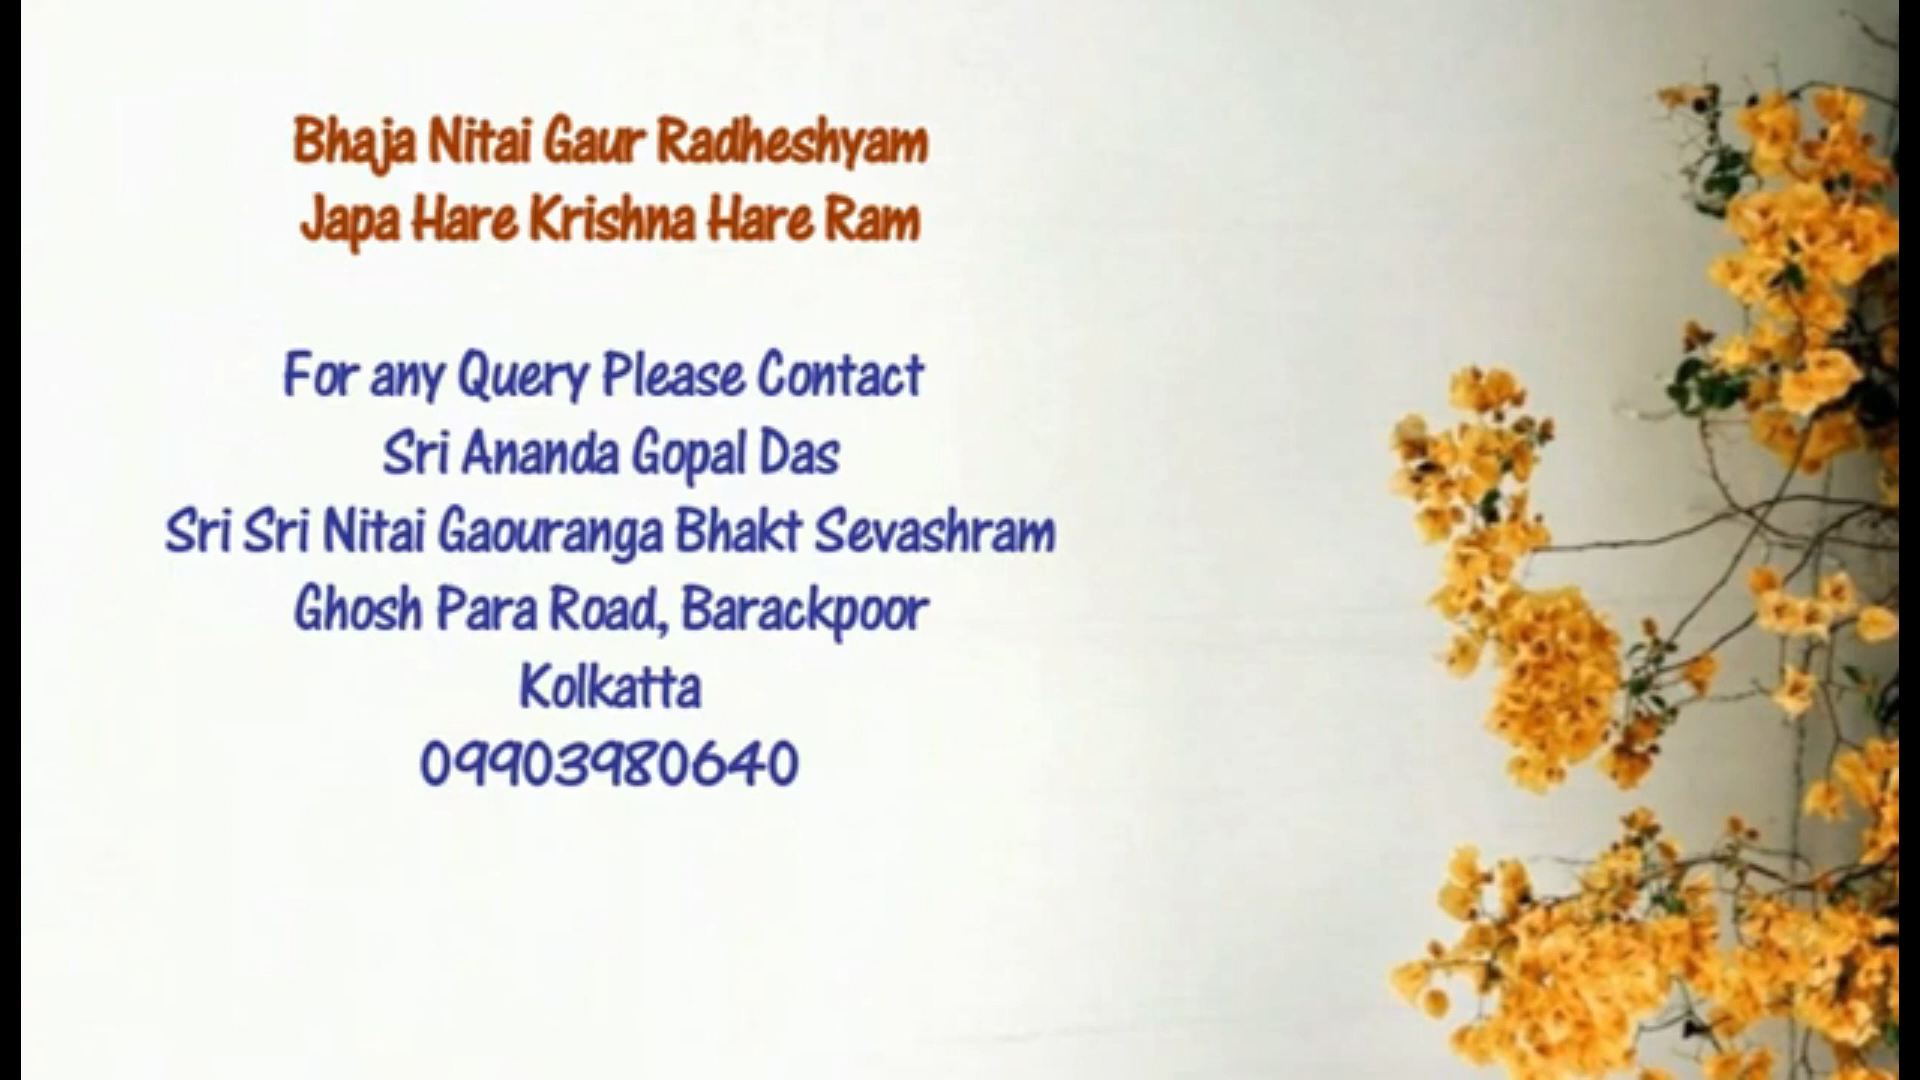 Bhaja Nitai Gaur Radheshyam
Japa Hare Krishna Hare Ram
For any Query Please Contact
Sri Ananda Gopal Das
Sri Sri Nitai Gaouranga Bhakt Sevashram
Ghosh Para Road, Barackpoor
Kolkatta
09903980640